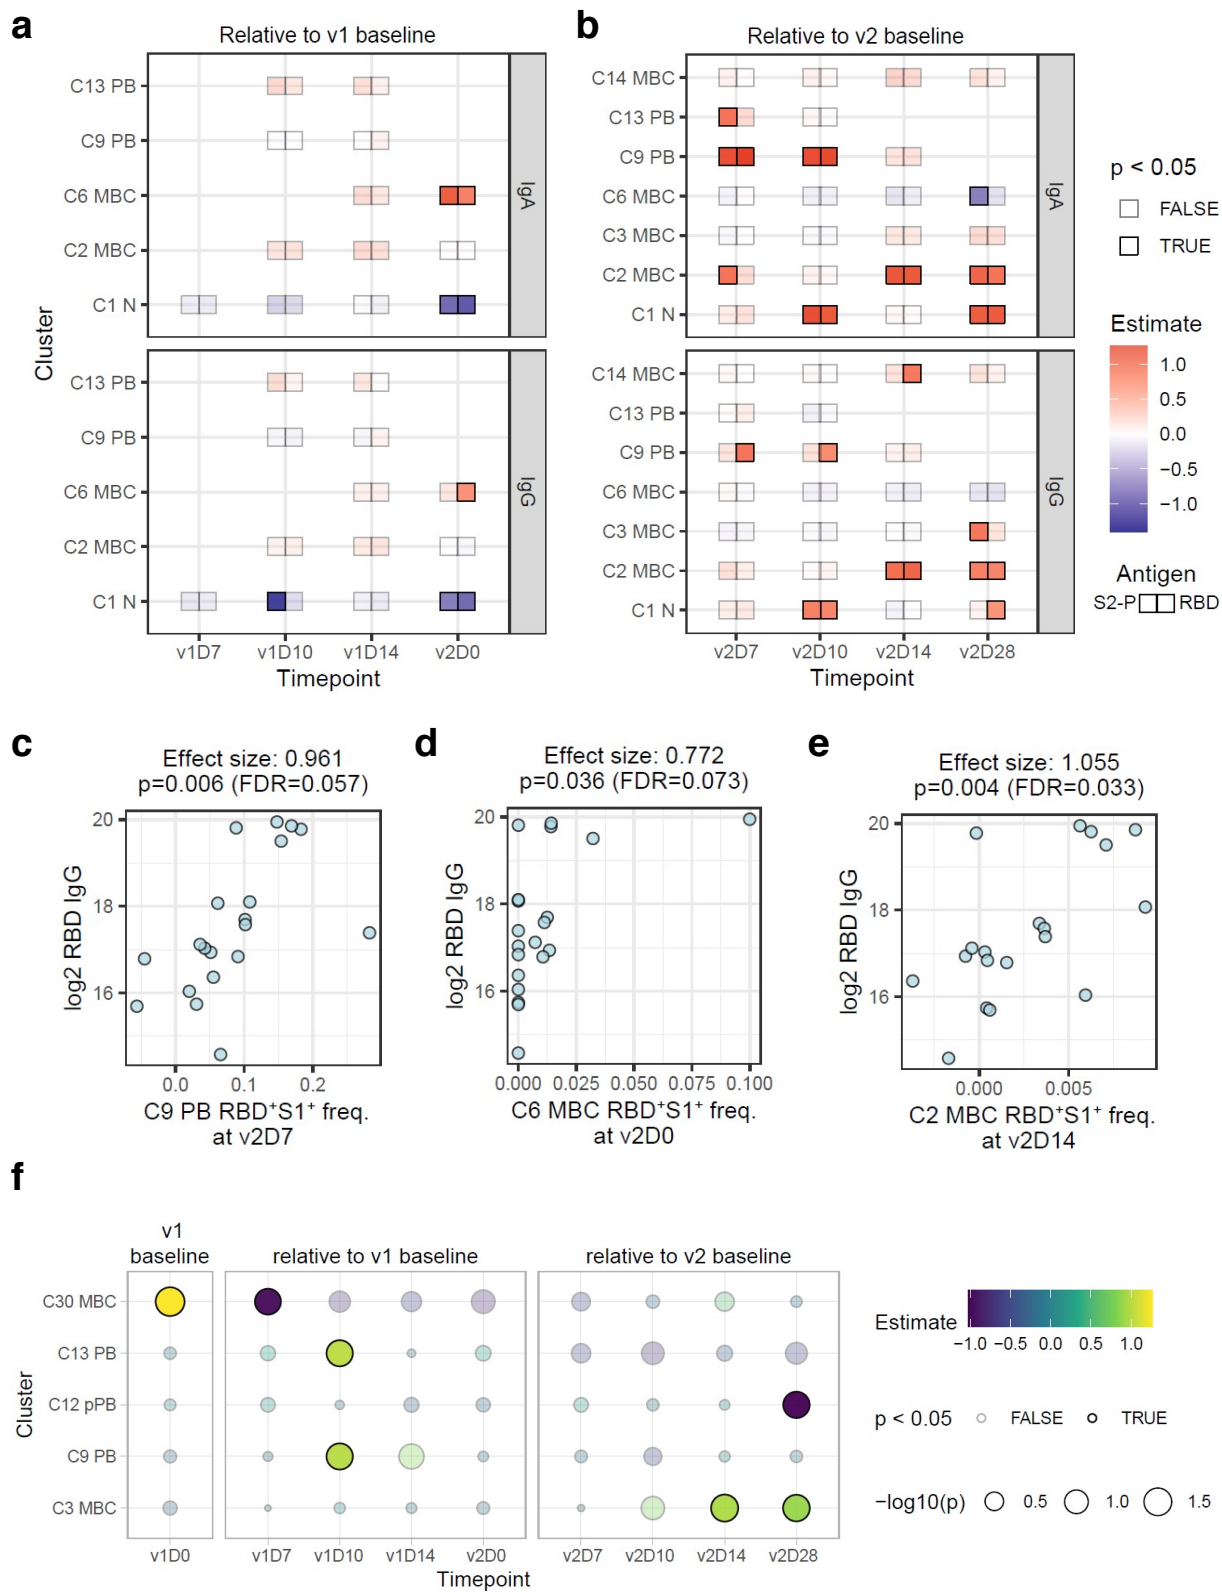 a
Relative to v1 baseline
C13 PB
C9 PB
C6 MBC
C2 MBC
C1 N
IgA
C13 PB
C9 PB
C6 MBC
C2 MBC
C1 N
IgG
Cluster
v1D7 v1D10 v1D14 v2D0
Timepoint
b
Relative to v2 baseline
C14 MBC
C13 PB
C9 PB
C6 MBC
C3 MBC
C2 MBC
C1 N
IgA
C14 MBC
C13 PB
C9 PB
C6 MBC
C3 MBC
C2 MBC
C1 N
IgG
v2D7 v2D10 v2D14 v2D28
Timepoint
p < 0.05
FALSE
TRUE
Estimate
1.0
0.5
0.0
−0.5
−1.0
Antigen
S2-P RBD
c
Effect size: 0.961
p=0.006 (FDR=0.057)
20
18
16
log2 RBD IgG
0.0 0.1 0.2
C9 PB RBD⁺S1⁺ freq.
at v2D7
d
Effect size: 0.772
p=0.036 (FDR=0.073)
20
18
16
log2 RBD IgG
0.000 0.025 0.050 0.075 0.100
C6 MBC RBD⁺S1⁺ freq.
at v2D0
e
Effect size: 1.055
p=0.004 (FDR=0.033)
20
18
16
log2 RBD IgG
0.000 0.005
C2 MBC RBD⁺S1⁺ freq.
at v2D14
f
v1
baseline
relative to v1 baseline
relative to v2 baseline
C30 MBC
C13 PB
C12 pPB
C9 PB
C3 MBC
Cluster
v1D0 v1D7 v1D10 v1D14 v2D0 v2D7 v2D10 v2D14 v2D28
Timepoint
Estimate
−1.0 −0.5 0.0 0.5 1.0
p < 0.05 FALSE TRUE
−log10(p) 0.5 1.0 1.5